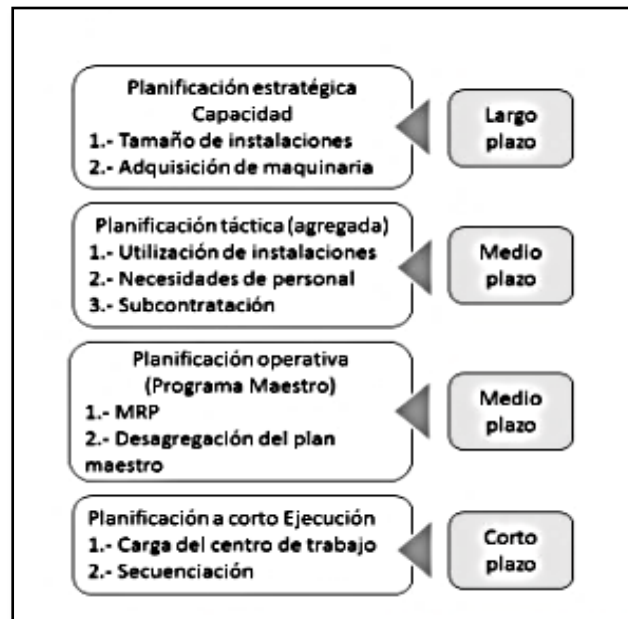 Planificación estratégica
Capacidad
1.- Tamaño de instalaciones
2.- Adquisición de maquinaria
Largo
plazo
Planificación táctica (agregada)
1.- Utilización de instalaciones
2.- Necesidades de personal
3.- Subcontratación
Medio
plazo
Planificación operativa
(Programa Maestro)
1.- MRP
2.- Desagregación del plan
maestro
Medio
plazo
Planificación a corto Ejecución
1.- Carga del centro de trabajo
2.- Secuenciación
Corto
plazo